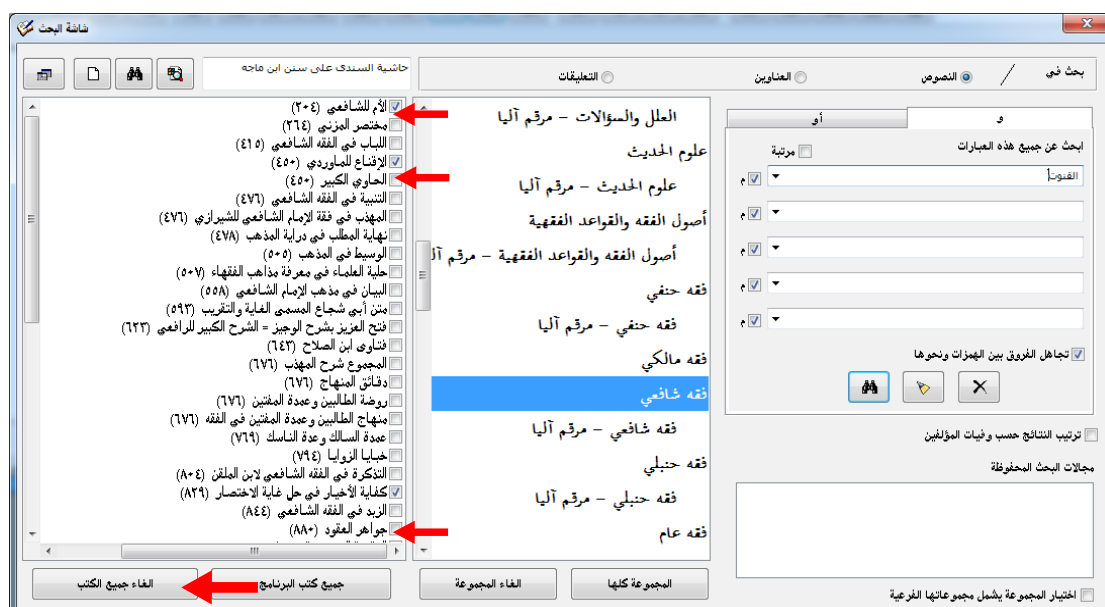 شاشة البحث
بحث في
النصوص
العناوين
التعليقات
حاشية السندي على سنن ابن ماجه
و
أو
ابحث عن جميع هذه العبارات
مرتبة
القنوت
م
م
م
م
م
تجاهل الفروق بين الهمزات ونحوها
ترتيب النتائج حسب وفيات المؤلفين
مجالات البحث المحفوظة
اختيار المجموعة يشمل مجموعاتها الفرعية
العلل والسؤالات - مرقم آليا
علوم الحديث
علوم الحديث - مرقم آليا
أصول الفقه والقواعد الفقهية
أصول الفقه والقواعد الفقهية - مرقم آل
فقه حنفي
فقه حنفي - مرقم آليا
فقه مالكي
فقه شافعي
فقه شافعي - مرقم آليا
فقه حنبلي
فقه حنبلي - مرقم آليا
فقه عام
المجموعة كلها
الغاء المجموعة
الأم للشافعي (٢٠٤)
مختصر المزني (٢٦٤)
اللباب في الفقه الشافعي (٤١٥)
الإقناع للماوردي (٤٥٠)
الحاوي الكبير (٤٥٠)
التنبية في الفقه الشافعي (٤٧٦)
المهذب في فقة الإمام الشافعي للشيرازي (٤٧٦)
نهاية المطلب في دراية المذهب (٤٧٨)
الوسيط في المذهب (٥٠٥)
حلية العلماء في معرفة مذاهب الفقهاء (٥٠٧)
البيان في مذهب الإمام الشافعي (٥٥٨)
متن أبي شجاع المسمى الغاية والتقريب (٥٩٣)
فتح العزيز بشرح الوجيز = الشرح الكبير للرافعي (٦٢٣)
فتاوى ابن الصلاح (٦٤٣)
المجموع شرح المهذب (٦٧٦)
دقائق المنهاج (٦٧٦)
روضة الطالبين وعمدة المفتين (٦٧٦)
منهاج الطالبين وعمدة المفتين في الفقه (٦٧٦)
عمدة السالك وعدة الناسك (٧٦٩)
خبايا الزوايا (٧٩٤)
التذكرة في الفقه الشافعي لابن الملقن (٨٠٤)
كفاية الأخيار في حل غاية الاختصار (٨٢٩)
الزبد في الفقه الشافعي (٨٤٤)
جواهر العقود (٨٨٠)
جميع كتب البرنامج
الغاء جميع الكتب